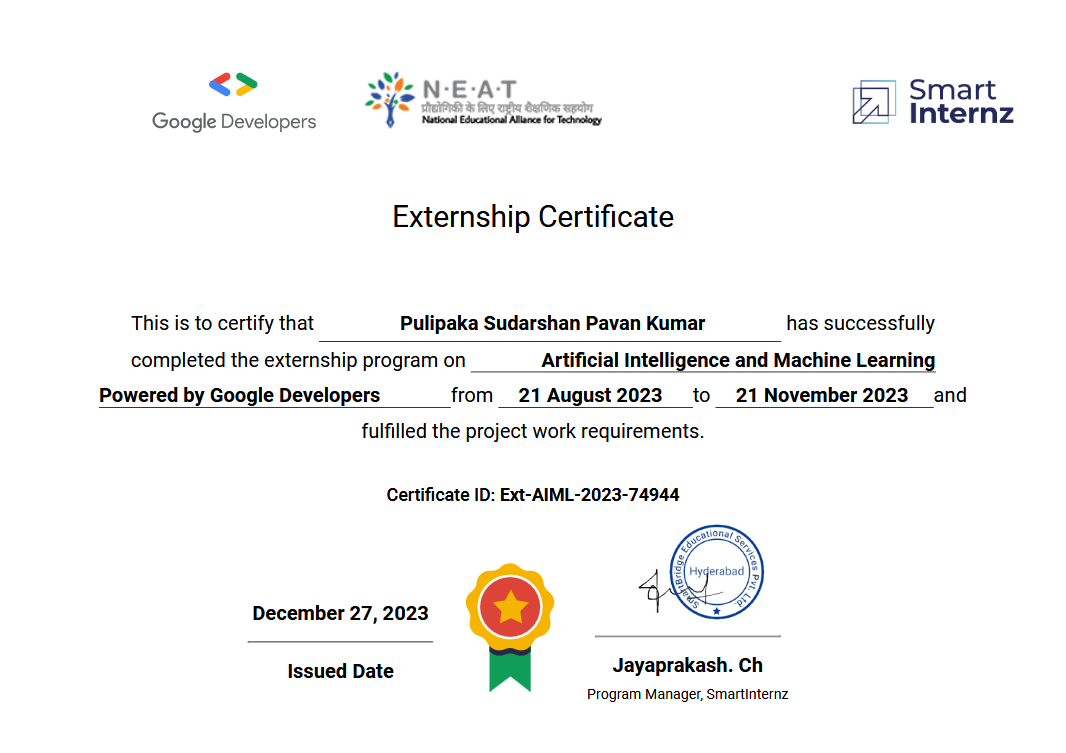 Google Developers
N·E·A·T
प्रौद्योगिकी के लिए राष्ट्रीय शैक्षणिक सहयोग
National Educational Alliance for Technology
Smart
Internz
Externship Certificate
This is to certify that Pulipaka Sudarshan Pavan Kumar has successfully
completed the externship program on Artificial Intelligence and Machine Learning
Powered by Google Developers from 21 August 2023 to 21 November 2023 and
fulfilled the project work requirements.
Certificate ID: Ext-AIML-2023-74944
SmartBridge Educational Services Pvt. Ltd.
Hyderabad
December 27, 2023
Issued Date
Jayaprakash. Ch
Program Manager, SmartInternz